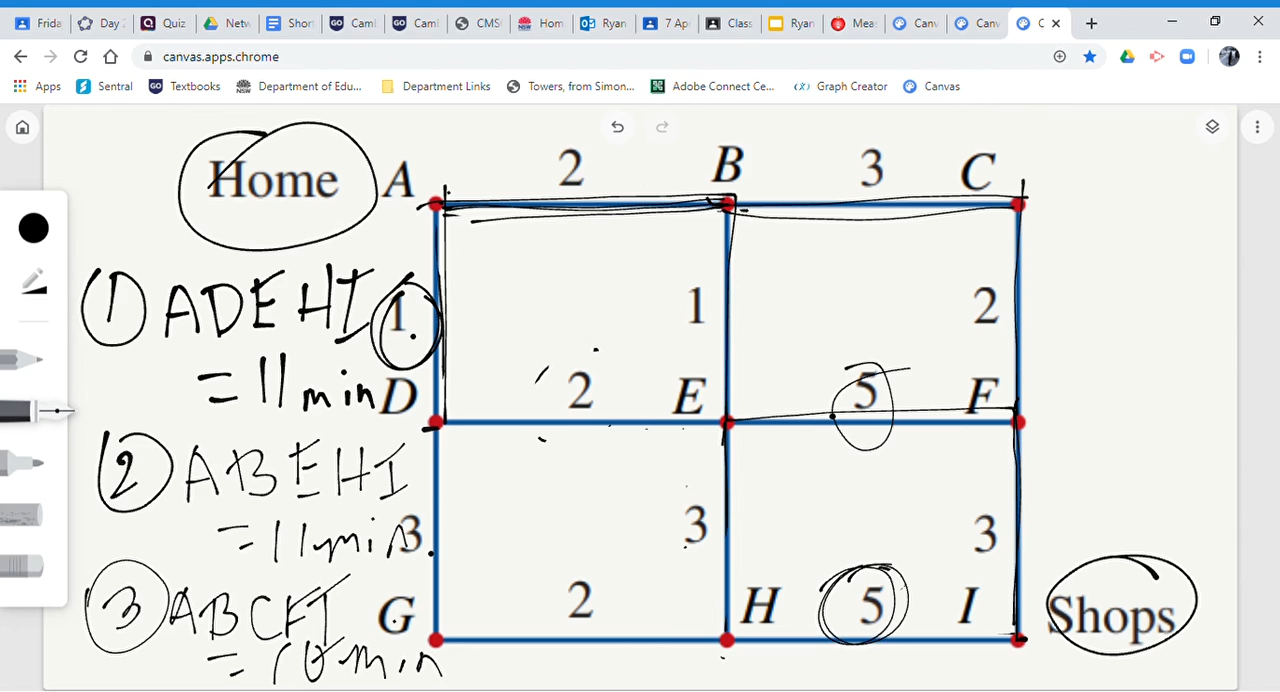 Frida Day Quiz Netw Shor Caml Caml CMS Hom Ryan 7 Ap Class Ryan Mea Canv Canv C
canvas.apps.chrome
Apps Sentral Textbooks Department of Edu... Department Links Towers, from Simon... Adobe Connect Ce... Graph Creator Canvas
Home A 2 B 3 C
① ADEHI 1 1 2
= 11 min D 2 E 5 F
② ABEHI
= 11 min 3 3 3
③ ABCFI G 2 H 5 I Shops
= 10 min